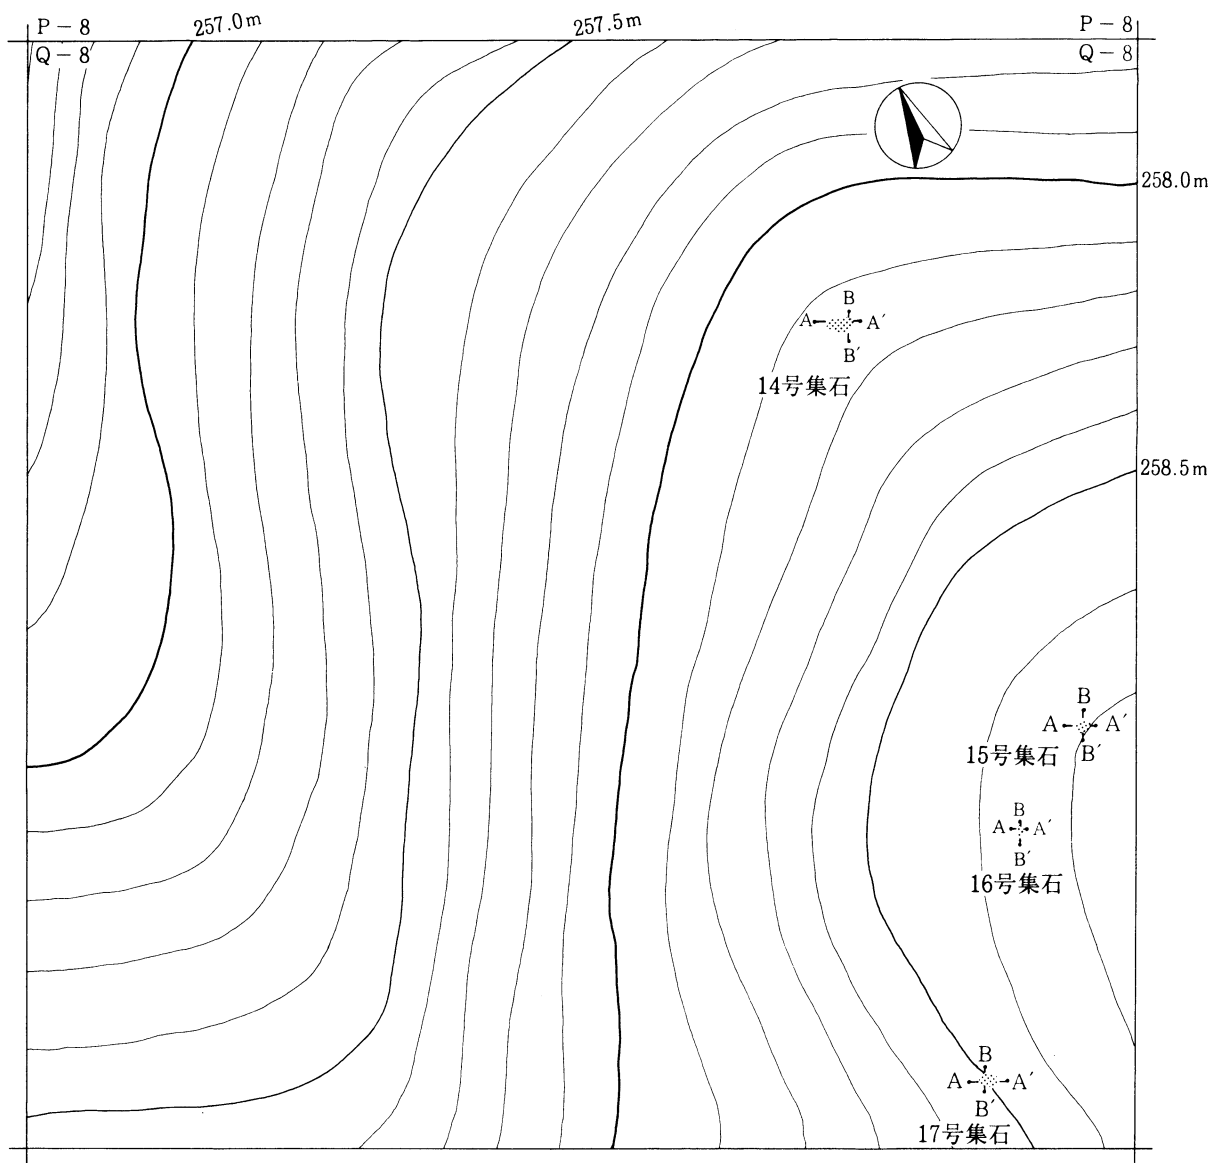 P-8
257.0m
257.5m
P-8
Q-8
Q-8
258.0m
B
A A′
B′
14号集石
258.5m
B
A A′
B′
15号集石
B
A A′
B′
16号集石
B
A A′
B′
17号集石